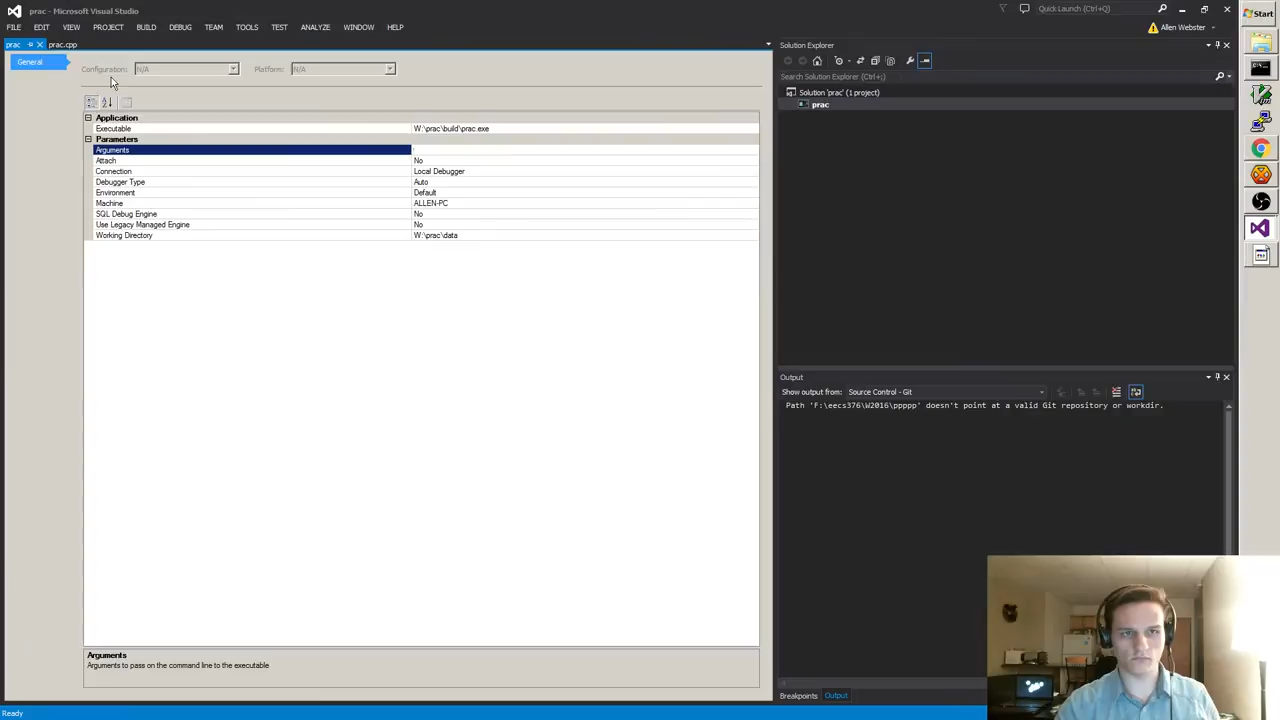 prac - Microsoft Visual Studio
Quick Launch (Ctrl+Q)
Start
FILE EDIT VIEW PROJECT BUILD DEBUG TEAM TOOLS TEST ANALYZE WINDOW HELP
Allen Webster
prac prac.cpp
Solution Explorer
General
Configuration: N/A Platform: N/A
Search Solution Explorer (Ctrl+;)
Solution 'prac' (1 project)
prac
Application
Executable W:\prac\build\prac.exe
Parameters
Arguments
Attach No
Connection Local Debugger
Debugger Type Auto
Environment Default
Machine ALLEN-PC
SQL Debug Engine No
Use Legacy Managed Engine No
Working Directory W:\prac\data
Output
Show output from: Source Control - Git
Path 'F:\eecs376\W2016\ppppp' doesn't point at a valid Git repository or workdir.
Arguments
Arguments to pass on the command line to the executable
Breakpoints Output
Ready